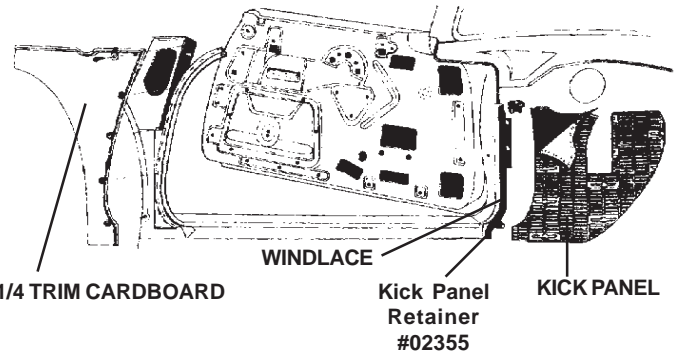 WINDLACE
1/4 TRIM CARDBOARD
Kick Panel
Retainer
#02355
KICK PANEL